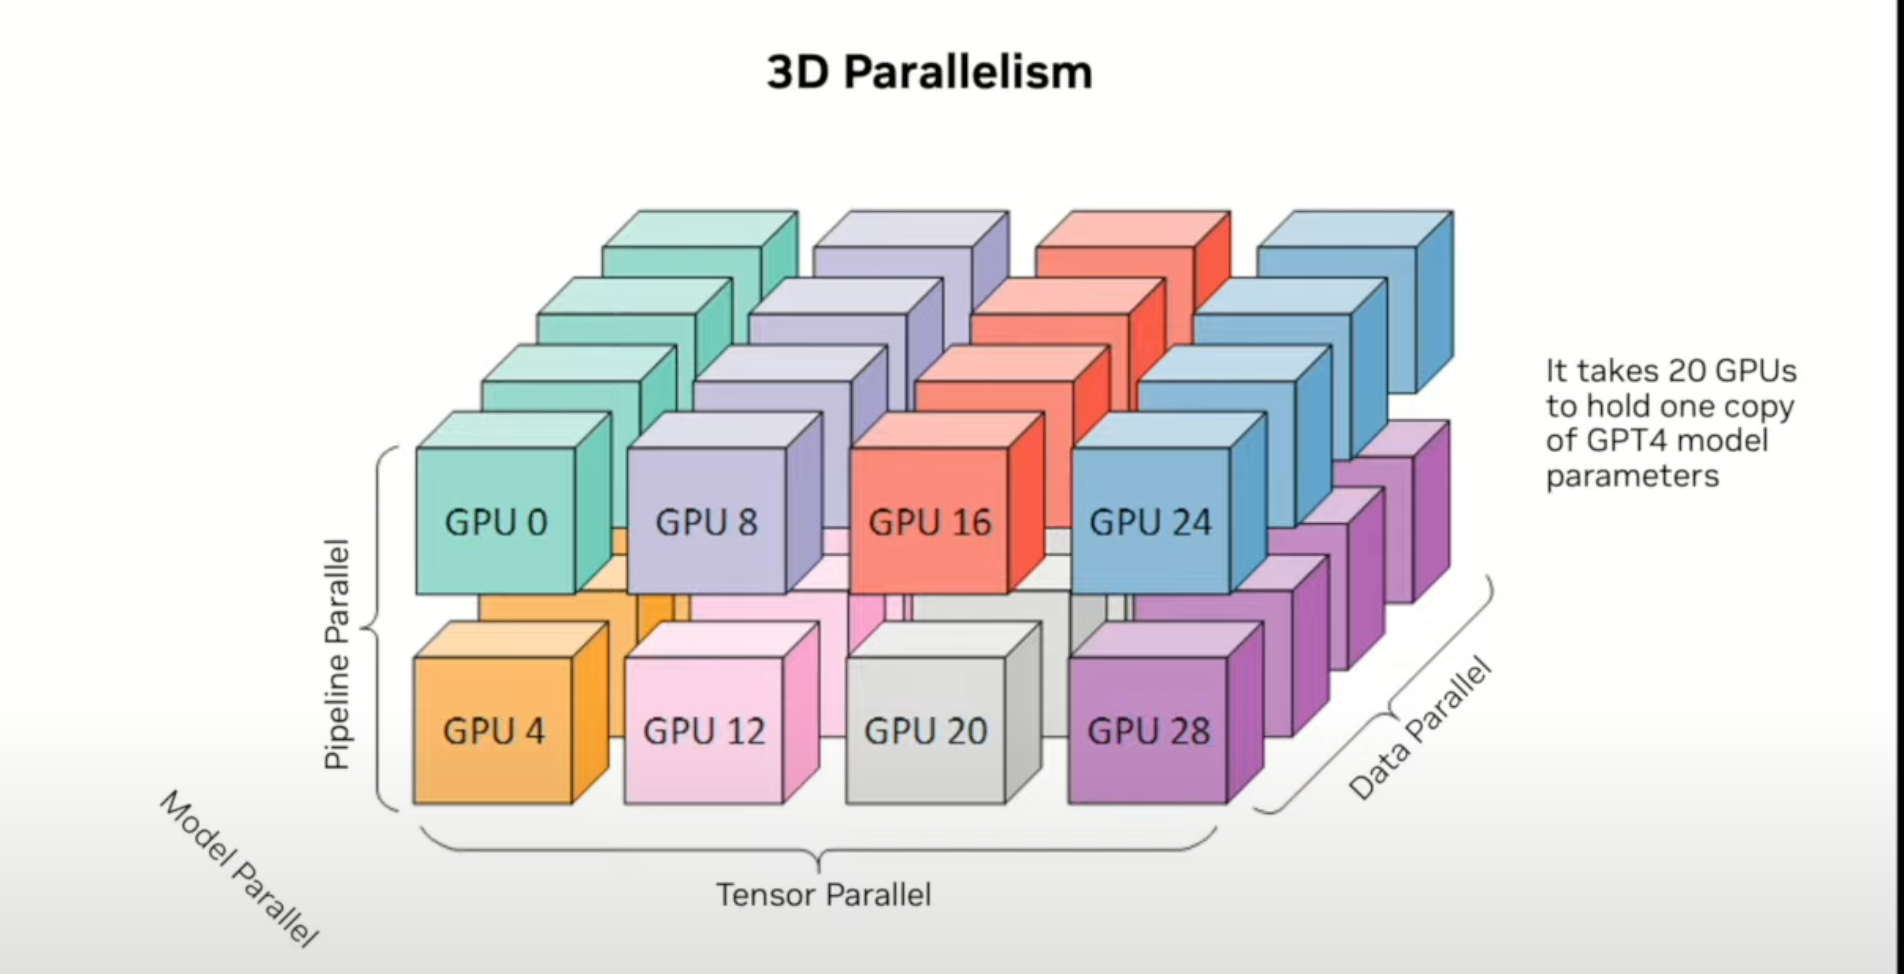 3D Parallelism
It takes 20 GPUs
to hold one copy
of GPT4 model
parameters
GPU 0
GPU 8
GPU 16
GPU 24
GPU 4
GPU 12
GPU 20
GPU 28
Pipeline Parallel
Data Parallel
Model Parallel
Tensor Parallel